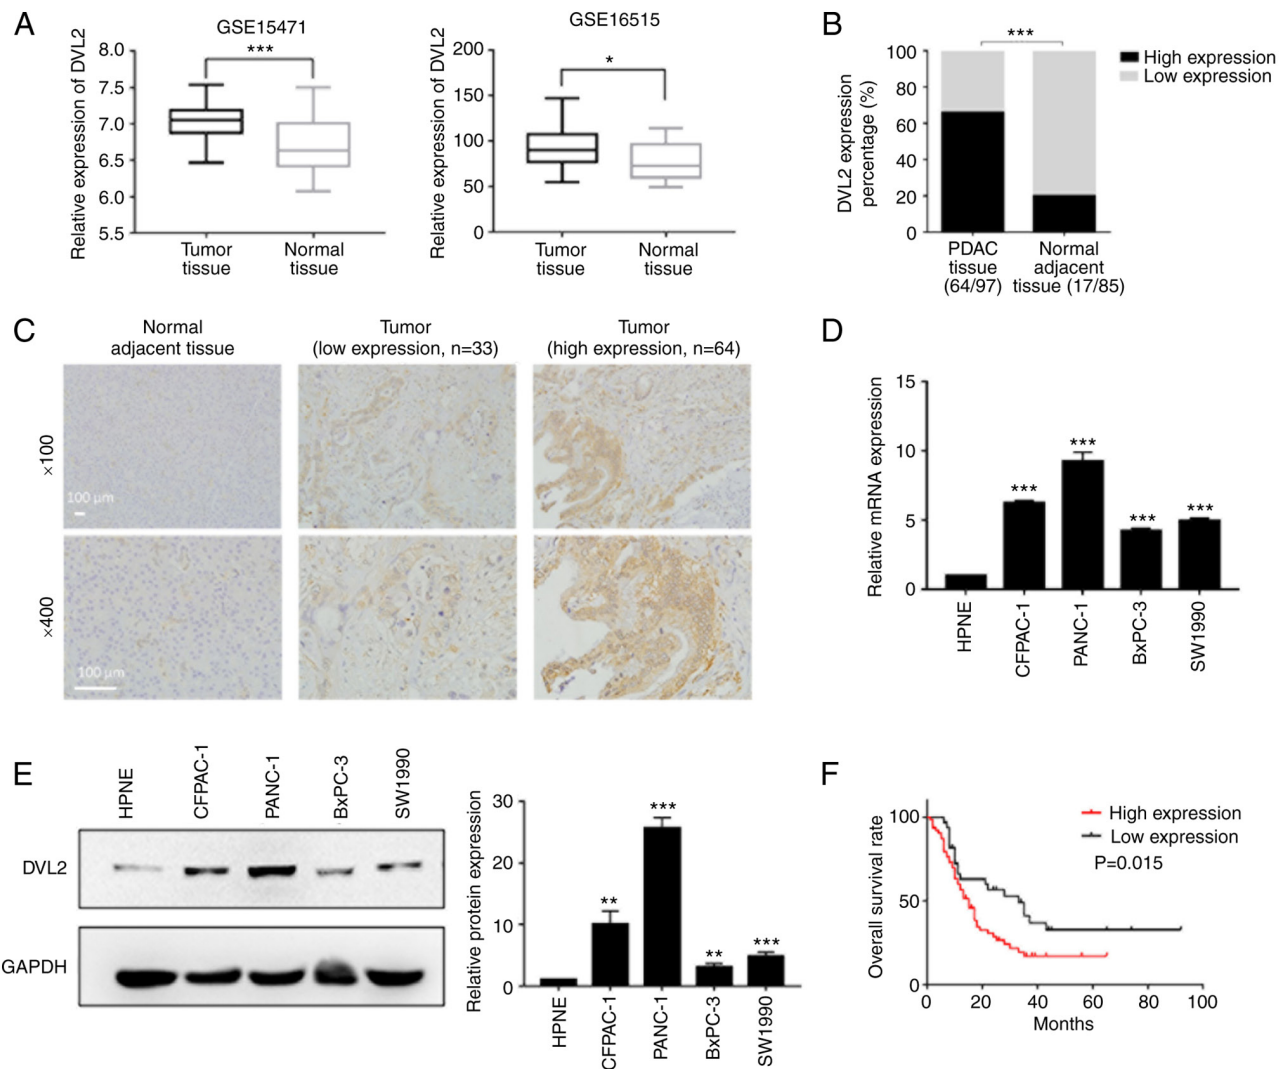 A
GSE15471
***
Relative expression of DVL2
8.0
7.5
7.0
6.5
6.0
5.5
Tumor
tissue
Normal
tissue
GSE16515
*
Relative expression of DVL2
200
150
100
50
0
Tumor
tissue
Normal
tissue
B
***
DVL2 expression
percentage (%)
100
80
60
40
20
0
High expression
Low expression
PDAC
tissue
(64/97)
Normal
adjacent
tissue (17/85)
C
Normal
adjacent tissue
Tumor
(low expression, n=33)
Tumor
(high expression, n=64)
×100
100 µm
×400
100 µm
D
Relative mRNA expression
15
10
5
0
***
***
***
***
HPNE
CFPAC-1
PANC-1
BxPC-3
SW1990
E
HPNE
CFPAC-1
PANC-1
BxPC-3
SW1990
DVL2
GAPDH
Relative protein expression
30
20
10
0
**
***
**
***
HPNE
CFPAC-1
PANC-1
BxPC-3
SW1990
F
Overall survival rate
100
50
0
High expression
Low expression
P=0.015
0 20 40 60 80 100
Months